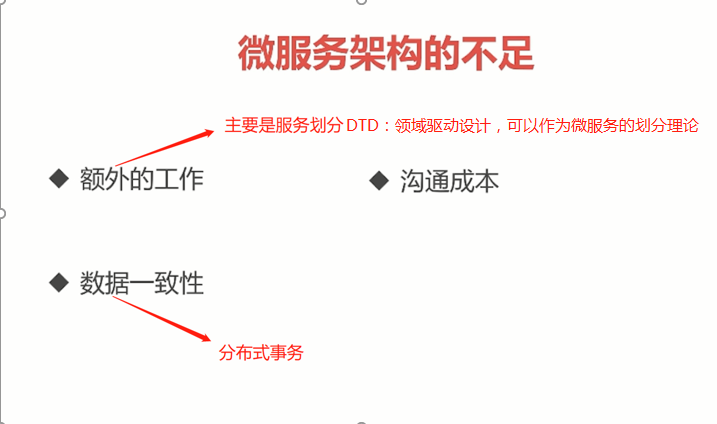 微服务架构的不足
主要是服务划分 DTD：领域驱动设计，可以作为微服务的划分理论
额外的工作
沟通成本
数据一致性
分布式事务